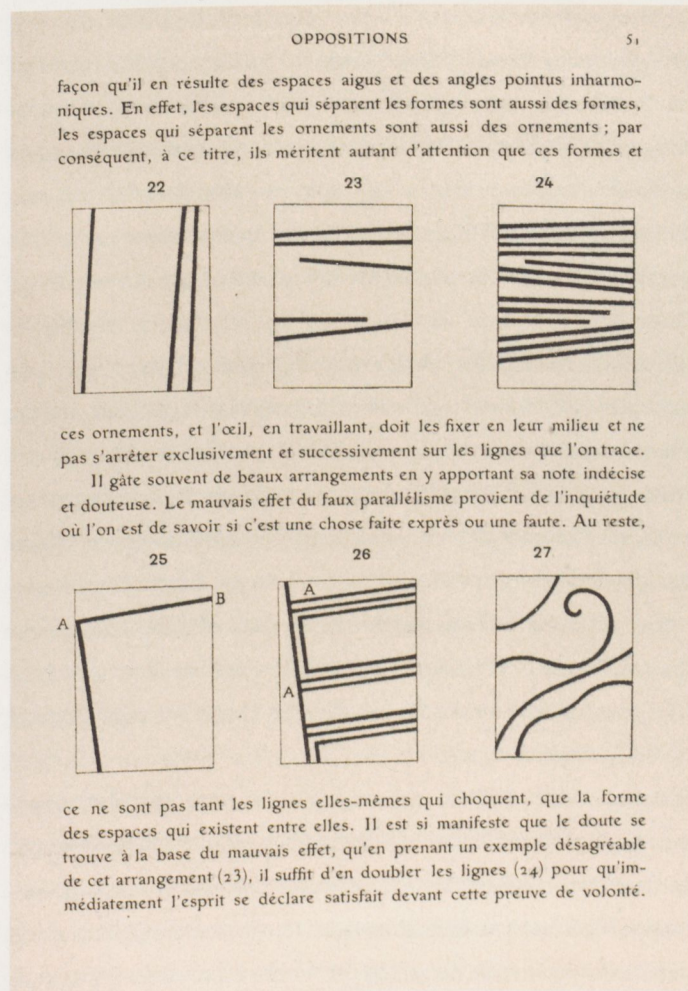 OPPOSITIONS 51
façon qu'il en résulte des espaces aigus et des angles pointus inharmo-
niques. En effet, les espaces qui séparent les formes sont aussi des formes,
les espaces qui séparent les ornements sont aussi des ornements ; par
conséquent, à ce titre, ils méritent autant d'attention que ces formes et
22 23 24
ces ornements, et l'œil, en travaillant, doit les fixer en leur milieu et ne
pas s'arrêter exclusivement et successivement sur les lignes que l'on trace.
Il gâte souvent de beaux arrangements en y apportant sa note indécise
et douteuse. Le mauvais effet du faux parallélisme provient de l'inquiétude
où l'on est de savoir si c'est une chose faite exprès ou une faute. Au reste,
25 26 27
A B
A
A
ce ne sont pas tant les lignes elles-mêmes qui choquent, que la forme
des espaces qui existent entre elles. Il est si manifeste que le doute se
trouve à la base du mauvais effet, qu'en prenant un exemple désagréable
de cet arrangement (23), il suffit d'en doubler les lignes (24) pour qu'im-
médiatement l'esprit se déclare satisfait devant cette preuve de volonté.